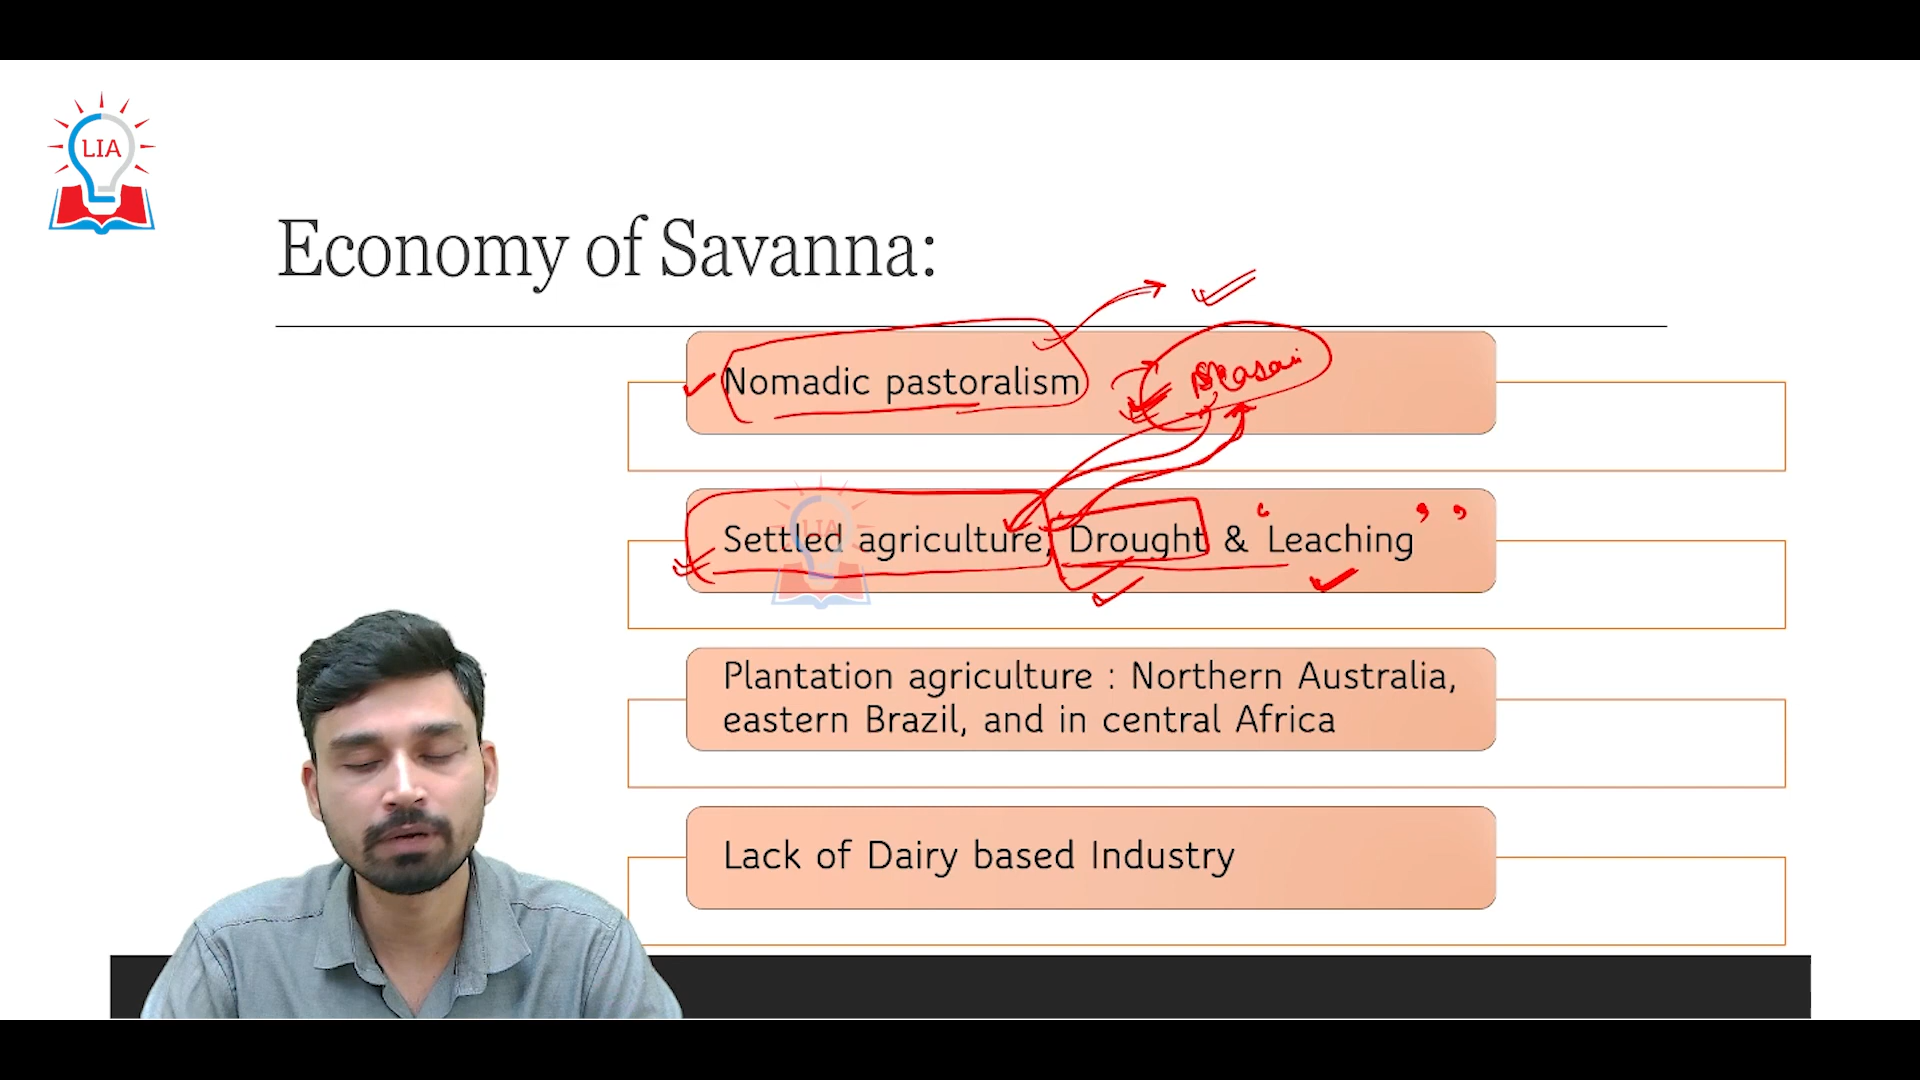 LIA
Economy of Savanna:
Nomadic pastoralism
Settled agriculture, Drought & Leaching
LIA
Plantation agriculture : Northern Australia,
eastern Brazil, and in central Africa
Lack of Dairy based Industry